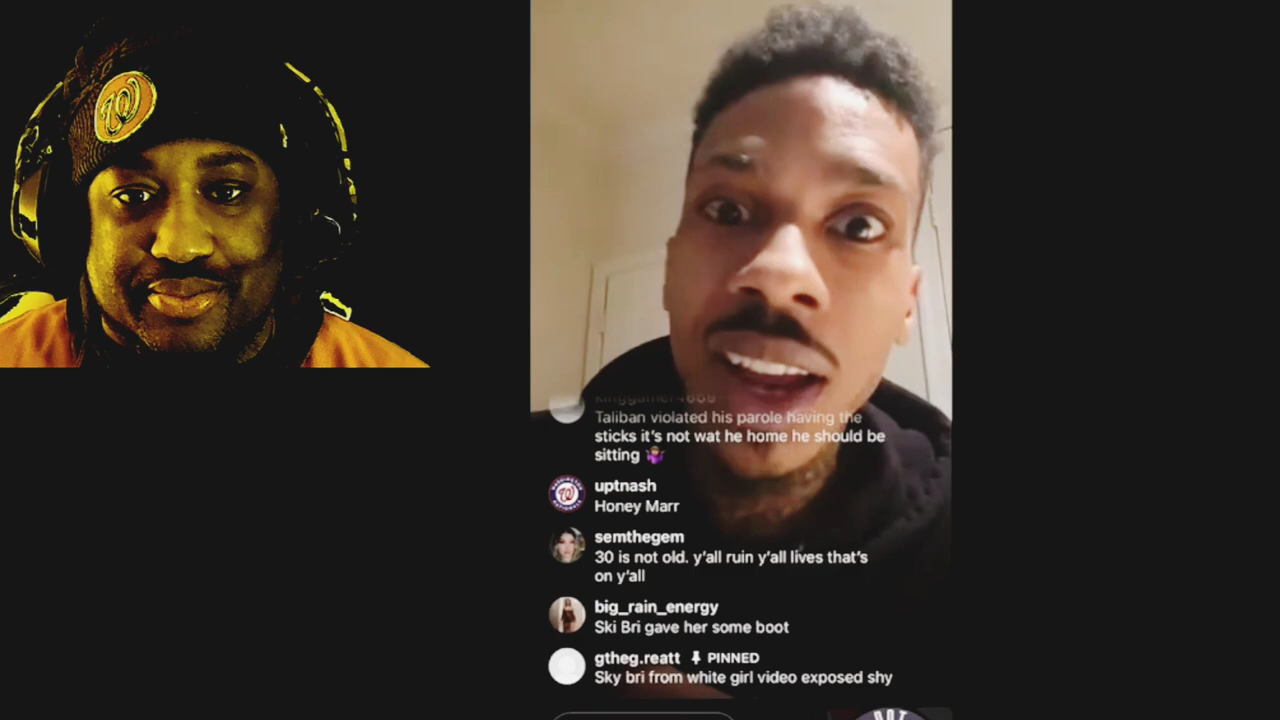 W
kinggamer4689
Taliban violated his parole having the
sticks it's not wat he home he should be
sitting 🤷🏽‍♂️
uptnash
Honey Marr
semthegem
30 is not old. y'all ruin y'all lives that's
on y'all
big_rain_energy
Ski Bri gave her some boot
gtheg.reatt 📌 PINNED
Sky bri from white girl video exposed shy